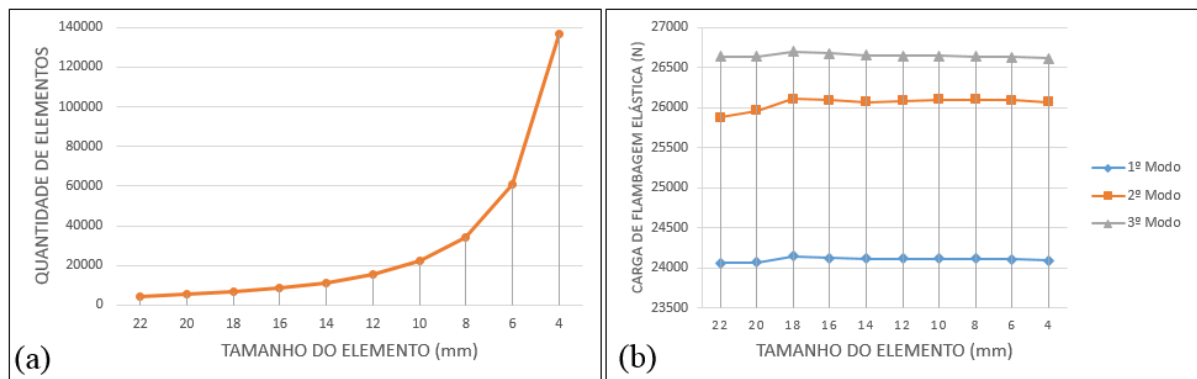 QUANTIDADE DE ELEMENTOS
140000
120000
100000
80000
60000
40000
20000
0
22 20 18 16 14 12 10 8 6 4
TAMANHO DO ELEMENTO (mm)
(a)
CARGA DE FLAMBAGEM ELÁSTICA (N)
27000
26500
26000
25500
25000
24500
24000
23500
22 20 18 16 14 12 10 8 6 4
TAMANHO DO ELEMENTO (mm)
(b)
1º Modo
2º Modo
3º Modo